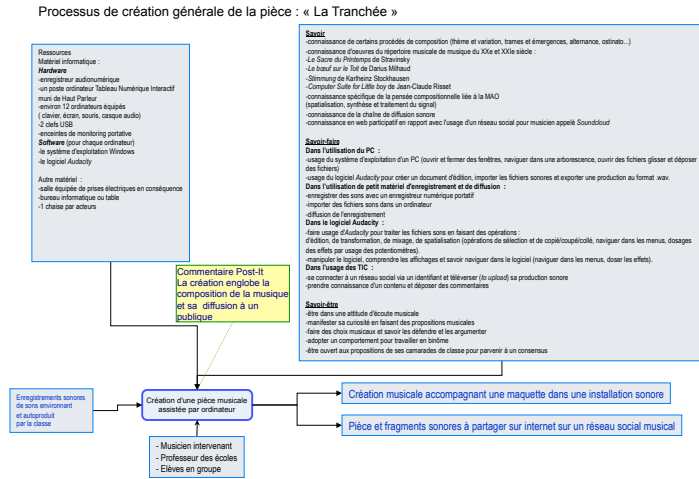 Processus de création générale de la pièce : « La Tranchée »
Ressources
Matériel informatique :
Hardware
-enregistreur audionumérique
-un poste ordinateur Tableau Numérique Interactif
muni de Haut Parleur
-environ 12 ordinateurs équipés
( clavier, écran, souris, casque audio)
-2 clefs USB
-enceintes de monitoring portative
Software (pour chaque ordinateur)
-le système d'exploitation Windows
-le logiciel Audacity
Autre matériel :
-salle équipée de prises électriques en conséquence
-bureau informatique ou table
-1 chaise par acteurs
Savoir
-connaissance de certains procédés de composition (thème et variation, trames et émergences, alternance, ostinato...)
-connaissance d'oeuvres du répertoire musicale de musique du XXe et XXIe siècle :
-Le Sacre du Printemps de Stravinsky
-Le bœuf sur le Toit de Darius Milhaud
-Stimmung de Karlheinz Stockhausen
-Computer Suite for Little boy de Jean-Claude Risset
-connaissance spécifique de la pensée compositionnelle liée à la MAO
(spatialisation, synthèse et traitement du signal)
-connaissance de la chaîne de diffusion sonore
-connaissance en web participatif en rapport avec l'usage d'un réseau social pour musicien appelé Soundcloud
Savoir-faire
Dans l'utilisation du PC :
-usage du système d'exploitation d'un PC (ouvrir et fermer des fenêtres, naviguer dans une arborescence, ouvrir des fichiers glisser et déposer
des fichiers)
-usage du logiciel Audacity pour créer un document d'édition, importer les fichiers sonores et exporter une production au format .wav.
Dans l'utilisation de petit matériel d'enregistrement et de diffusion :
-enregistrer des sons avec un enregistreur numérique portatif
-importer des fichiers sons dans un ordinateur
-diffusion de l'enregistrement
Dans le logiciel Audacity :
-faire usage d'Audacity pour traiter les fichiers sons en faisant des opérations :
d'édition, de transformation, de mixage, de spatialisation (opérations de sélection et de copié/coupé/collé, naviguer dans les menus, dosages
des effets par usage des potentiomètres).
-manipuler le logiciel, comprendre les affichages et savoir naviguer dans le logiciel (naviguer dans les menus, doser les effets).
Dans l'usage des TIC :
-se connecter à un réseau social via un identifiant et téléverser (to upload) sa production sonore
-prendre connaissance d'un contenu et déposer des commentaires
Savoir-être
-être dans une attitude d'écoute musicale
-manifester sa curiosité en faisant des propositions musicales
-faire des choix musicaux et savoir les défendre et les argumenter
-adopter un comportement pour travailler en binôme
-être ouvert aux propositions de ses camarades de classe pour parvenir à un consensus
Commentaire Post-It
La création englobe la
composition de la musique
et sa diffusion à un
publique
Enregistrements sonores
de sons environnant
et autoproduit
par la classe
Création d'une pièce musicale
assistée par ordinateur
Création musicale accompagnant une maquette dans une installation sonore
Pièce et fragments sonores à partager sur internet sur un réseau social musical
- Musicien intervenant
- Professeur des écoles
- Elèves en groupe